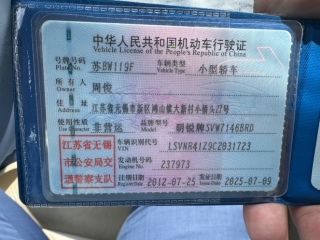 中华人民共和国机动车行驶证
Vehicle License of the People's Republic of China
号牌号码 苏BW119F 车辆类型 小型轿车
Plate No. Vehicle Type
所有人 周俊
Owner
住址 江苏省无锡市新区鸿山镇大新村小巷头27号
Address
使用性质 非营运 品牌型号 明锐牌SVW7146BRD
Use Character Model
江苏省无锡市公安局交通警察支队
车辆识别代号 LSVNR41Z9C2831723
VIN
发动机号码 237973
Engine No.
注册日期 2012-07-25 发证日期 2025-07-09
Register Date Issue Date